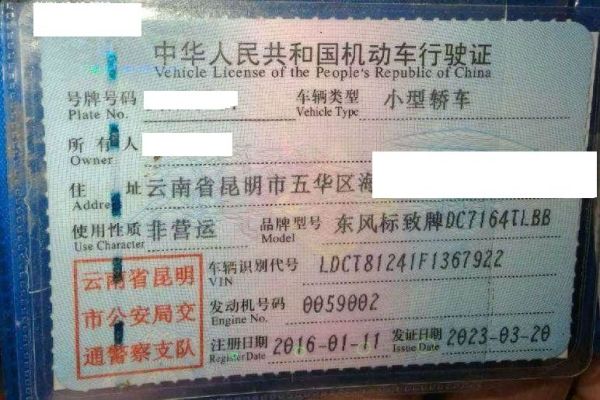 中华人民共和国机动车行驶证
Vehicle License of the People's Republic of China
号牌号码 车辆类型 小型轿车
Plate No. Vehicle Type
所有人
Owner
住址 云南省昆明市五华区海
Address
使用性质 非营运 品牌型号 东风标致牌DC7164TLBB
Use Character Model
车辆识别代号 LDCT81241F1367922
VIN
发动机号码 0059002
Engine No.
注册日期 2016-01-11 发证日期 2023-03-20
Register Date Issue Date
云南省昆明
市公安局交
通警察支队